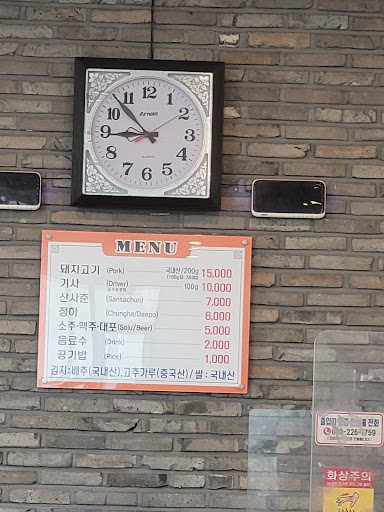 12
11 1
10 2
Arnold
9 3
QUARTZ
8 4
7 6 5
MENU
돼지고기 (Pork) 국내산/200g 15,000
기사 (Driver) 100g 10,000
산사춘 (Sansachun) 7,000
청하 (Chungha/Daepo) 6,000
소주·맥주·대포 (Soju/Beer) 5,000
음료수 (Drink) 2,000
공기밥 (Rice) 1,000
김치:배추(국내산),고추가루(중국산) / 쌀 : 국내산
전화
화상주의